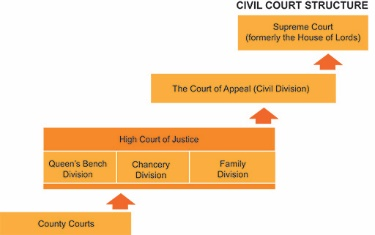 CIVIL COURT STRUCTURE
Supreme Court
(formerly the House of Lords)
The Court of Appeal (Civil Division)
High Court of Justice
Queen's Bench
Division
Chancery
Division
Family
Division
County Courts